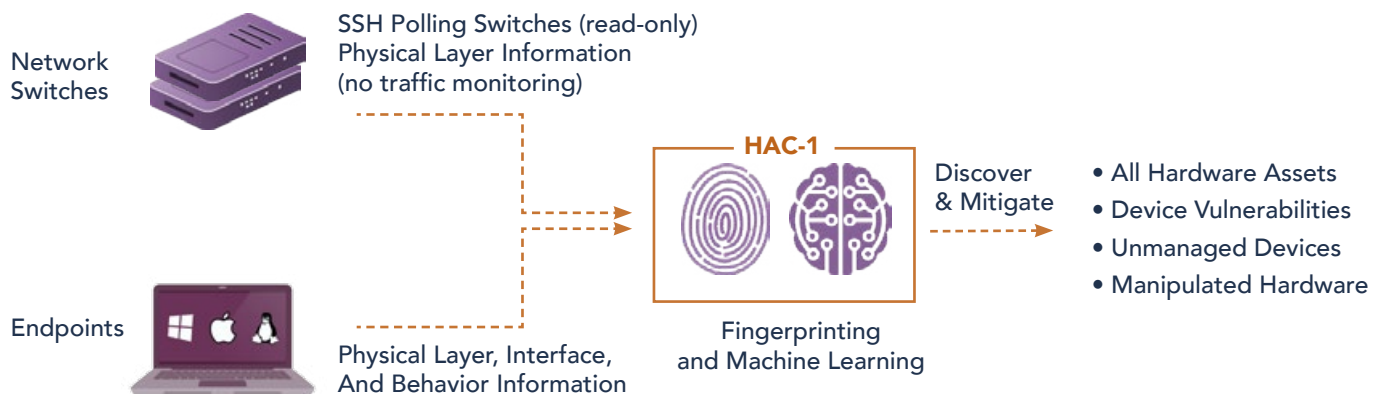 Network
Switches
SSH Polling Switches (read-only)
Physical Layer Information
(no traffic monitoring)
HAC-1
Discover
& Mitigate
• All Hardware Assets
• Device Vulnerabilities
• Unmanaged Devices
• Manipulated Hardware
Endpoints
Physical Layer, Interface,
And Behavior Information
Fingerprinting
and Machine Learning